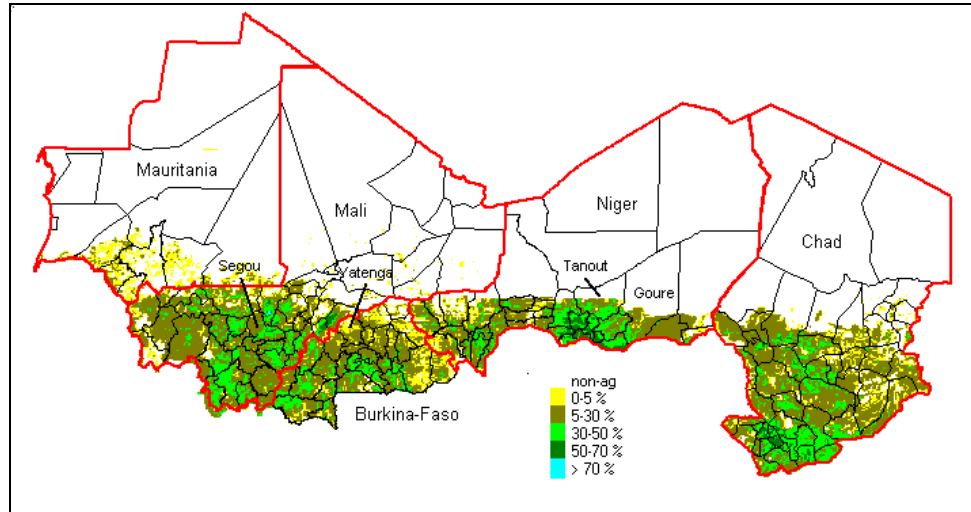 Mauritania
Mali
Niger
Chad
Segou
Yatenga
Tanout
Goure
Burkina-Faso
non-ag
0-5 %
5-30 %
30-50 %
50-70 %
> 70 %